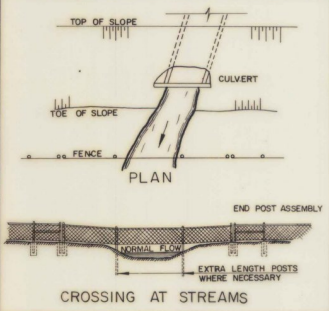 TOP OF SLOPE
CULVERT
TOE OF SLOPE
FENCE
PLAN
END POST ASSEMBLY
NORMAL FLOW
EXTRA LENGTH POSTS
WHERE NECESSARY
CROSSING AT STREAMS